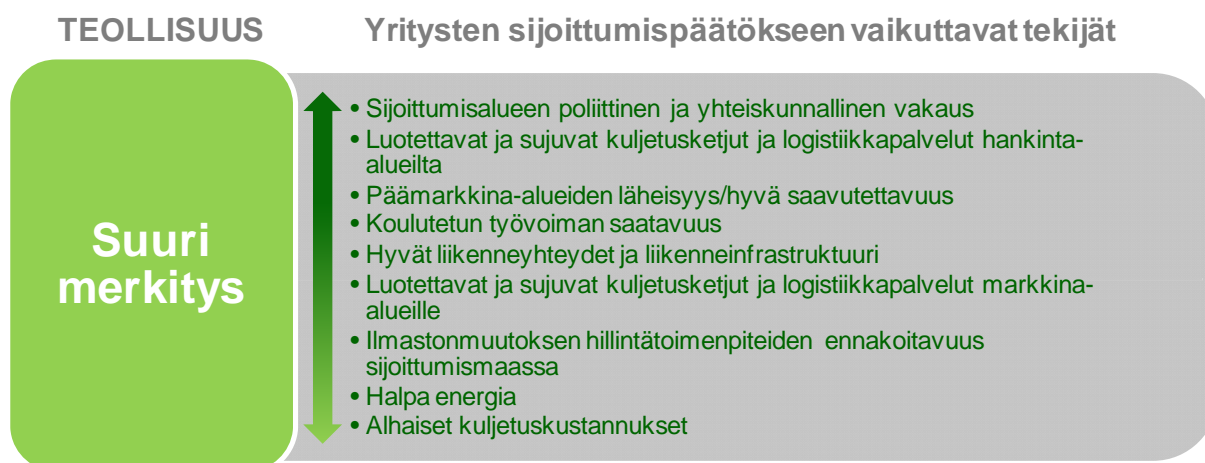 TEOLLISUUS
Yritysten sijoittumispäätökseen vaikuttavat tekijät
Suuri
merkitys
• Sijoittumisalueen poliittinen ja yhteiskunnallinen vakaus
• Luotettavat ja sujuvat kuljetusketjut ja logistiikkapalvelut hankinta-
alueilta
• Päämarkkina-alueiden läheisyys/hyvä saavutettavuus
• Koulutetun työvoiman saatavuus
• Hyvät liikenneyhteydet ja liikenneinfrastruktuuri
• Luotettavat ja sujuvat kuljetusketjut ja logistiikkapalvelut markkina-
alueille
• Ilmastonmuutoksen hillintätoimenpiteiden ennakoitavuus
sijoittumismaassa
• Halpa energia
• Alhaiset kuljetuskustannukset